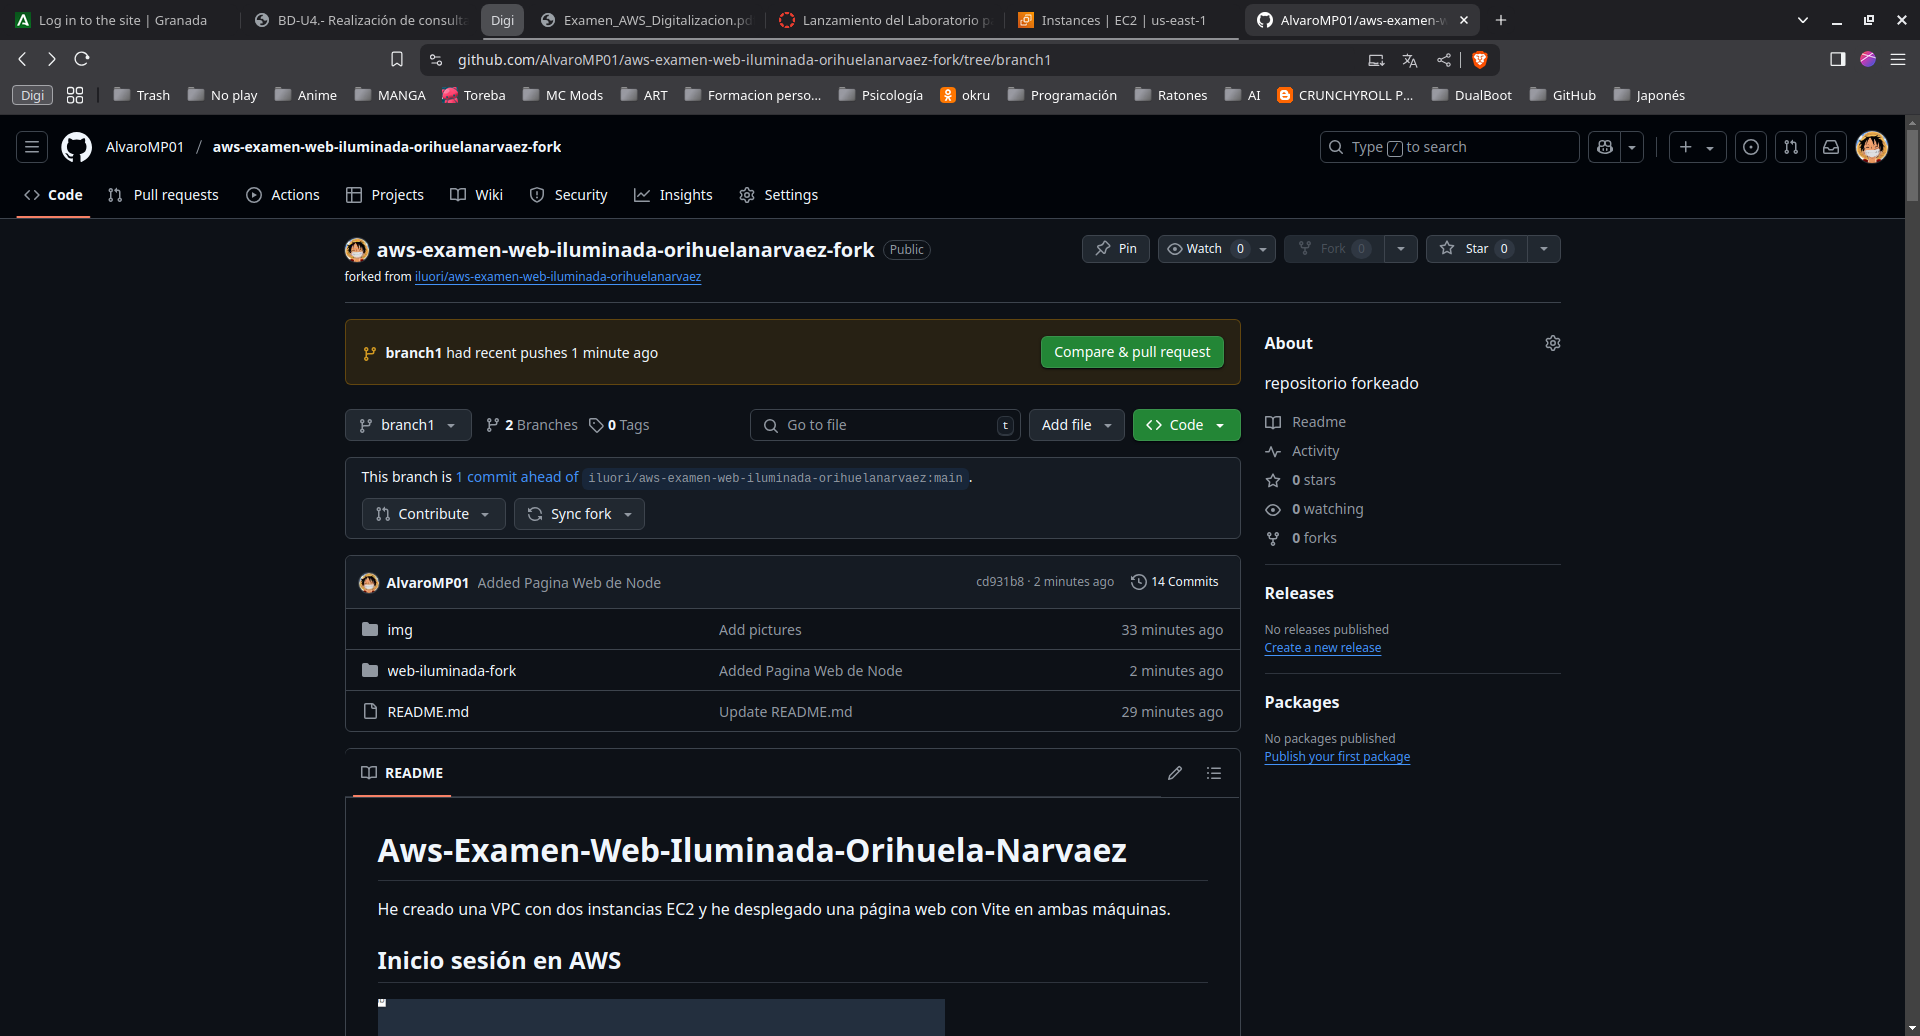 Log in to the site | Granada
BD-U4.- Realización de consulta
Digi
Examen_AWS_Digitalizacion.pd
Lanzamiento del Laboratorio p
Instances | EC2 | us-east-1
AlvaroMP01/aws-examen-w
github.com/AlvaroMP01/aws-examen-web-iluminada-orihuelanarvaez-fork/tree/branch1
Digi
Trash
No play
Anime
MANGA
Toreba
MC Mods
ART
Formacion perso...
Psicología
okru
Programación
Ratones
AI
CRUNCHYROLL P...
DualBoot
GitHub
Japonés
AlvaroMP01 / aws-examen-web-iluminada-orihuelanarvaez-fork
Type / to search
Code
Pull requests
Actions
Projects
Wiki
Security
Insights
Settings
aws-examen-web-iluminada-orihuelanarvaez-fork Public
Pin
Watch 0
Fork 0
Star 0
forked from iluori/aws-examen-web-iluminada-orihuelanarvaez
branch1 had recent pushes 1 minute ago
Compare & pull request
branch1
2 Branches
0 Tags
Go to file t
Add file
Code
This branch is 1 commit ahead of iluori/aws-examen-web-iluminada-orihuelanarvaez:main.
Contribute
Sync fork
AlvaroMP01 Added Pagina Web de Node cd931b8 · 2 minutes ago 14 Commits
img Add pictures 33 minutes ago
web-iluminada-fork Added Pagina Web de Node 2 minutes ago
README.md Update README.md 29 minutes ago
README
Aws-Examen-Web-Iluminada-Orihuela-Narvaez
He creado una VPC con dos instancias EC2 y he desplegado una página web con Vite en ambas máquinas.
Inicio sesión en AWS
About
repositorio forkeado
Readme
Activity
0 stars
0 watching
0 forks
Releases
No releases published
Create a new release
Packages
No packages published
Publish your first package